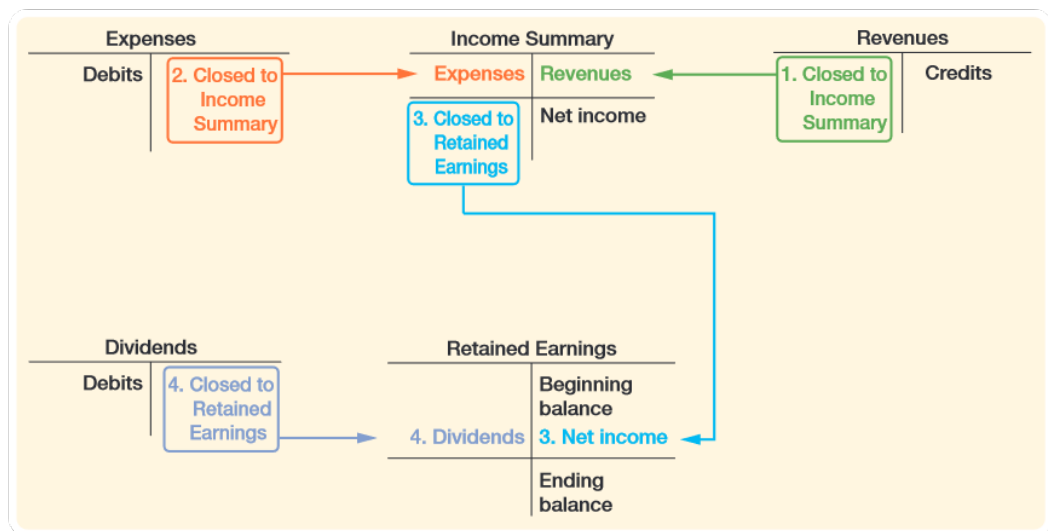 Expenses
Debits
2. Closed to
Income
Summary
Income Summary
Expenses
Revenues
3. Closed to
Retained
Earnings
Net income
Revenues
1. Closed to
Income
Summary
Credits
Dividends
Debits
4. Closed to
Retained
Earnings
Retained Earnings
Beginning
balance
4. Dividends
3. Net income
Ending
balance